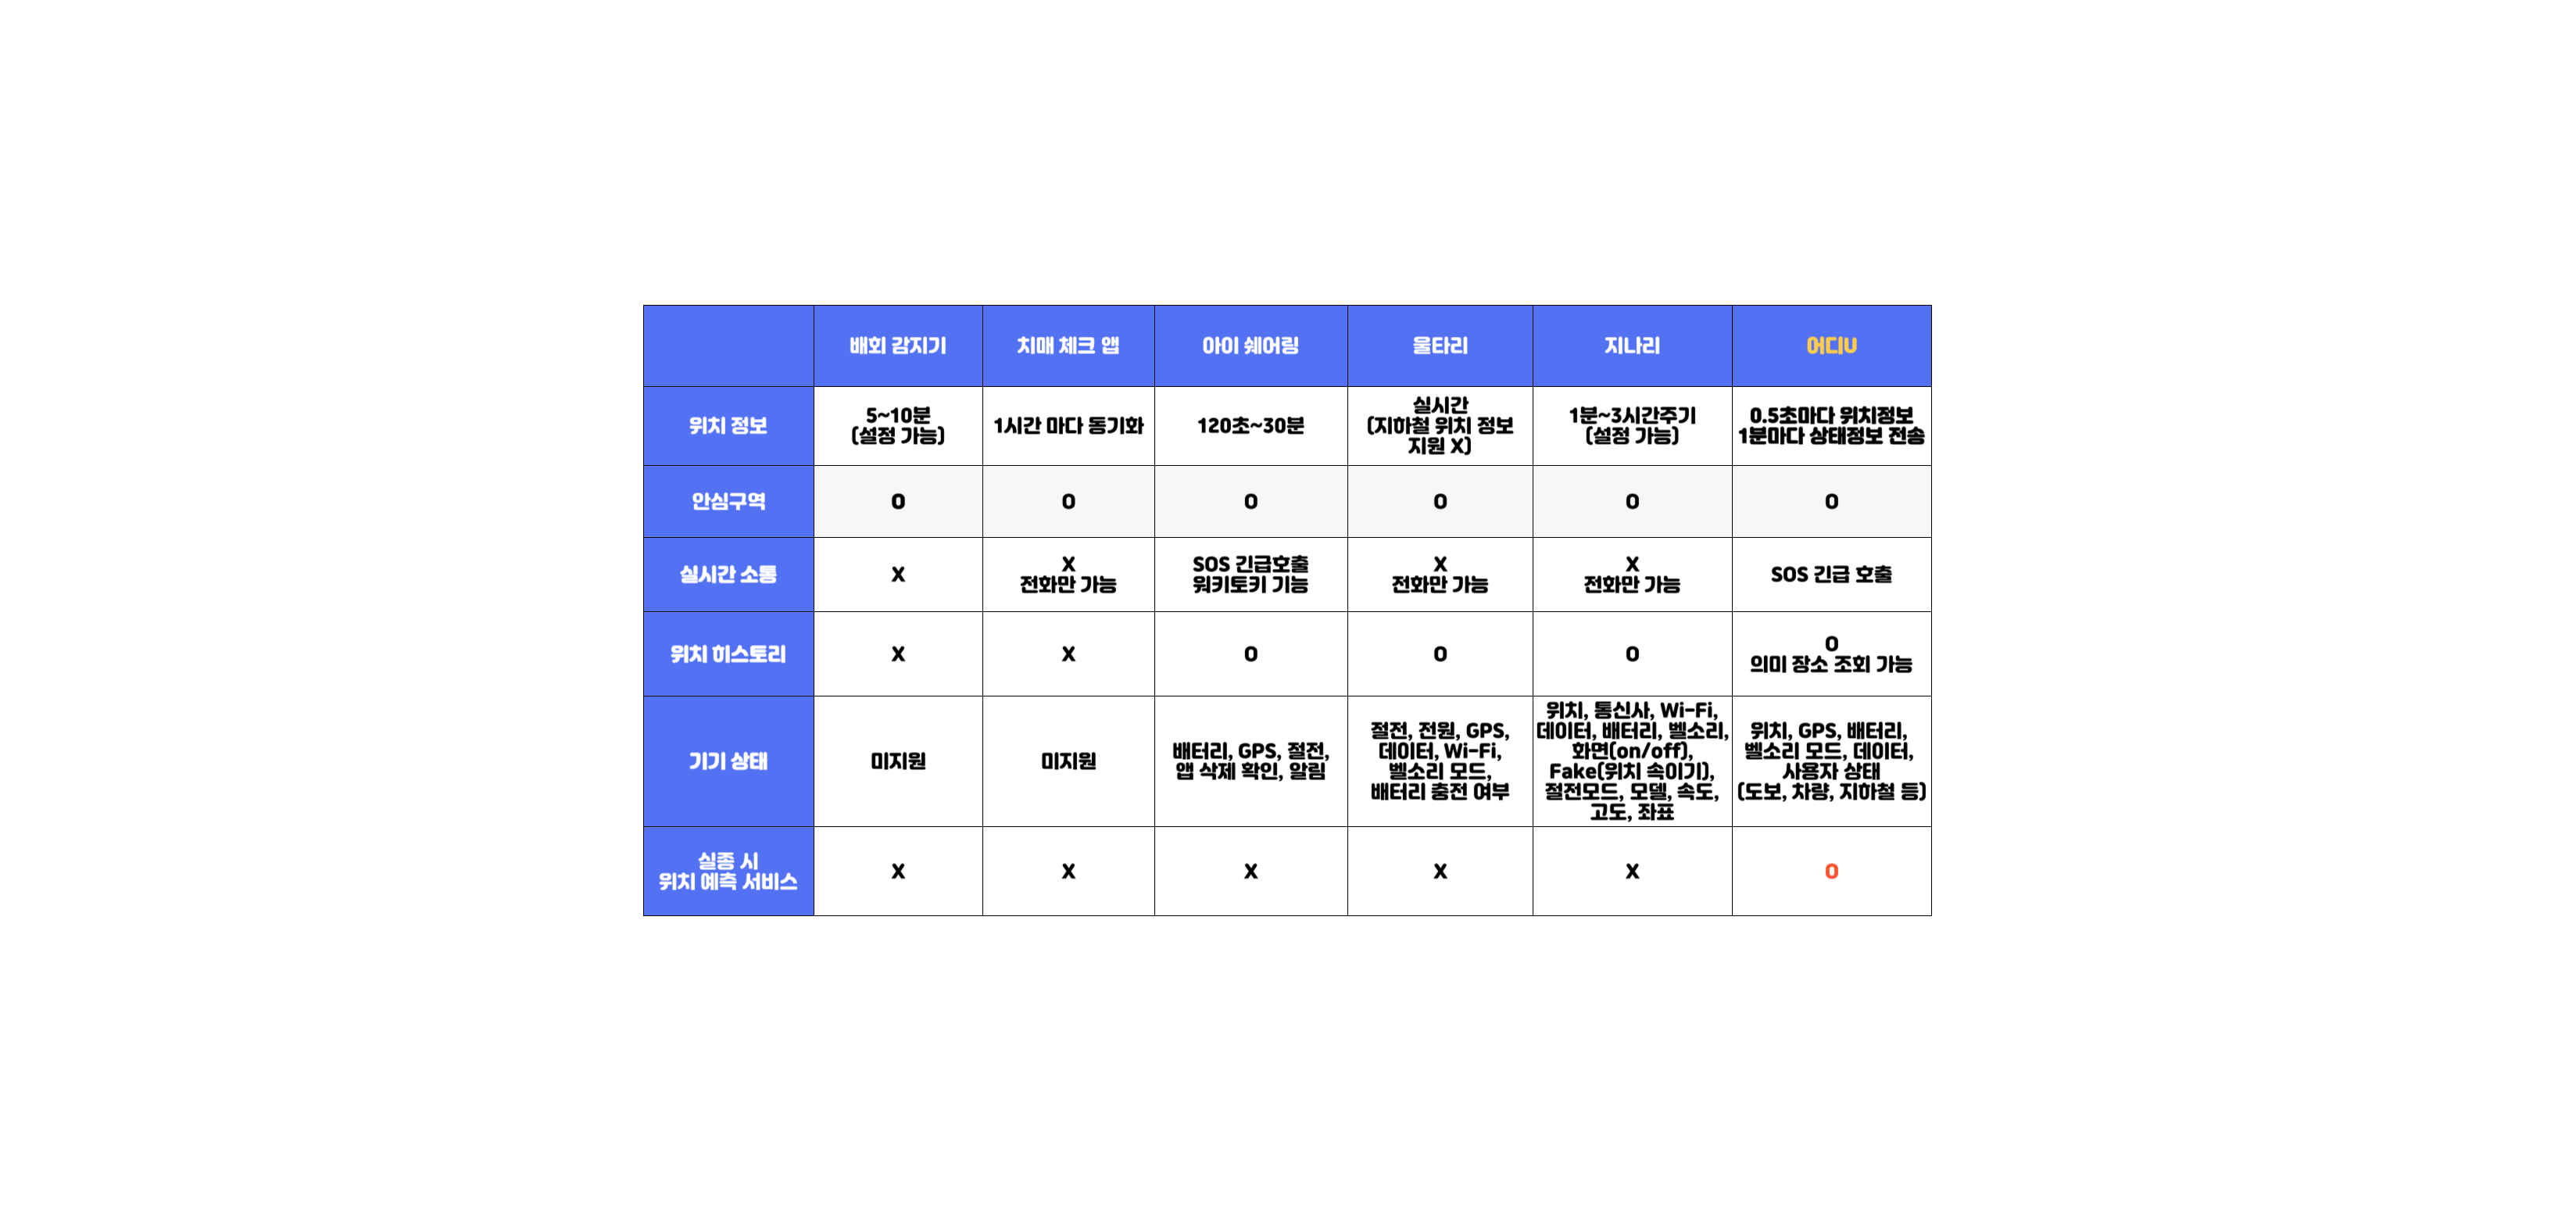 배회 감지기
치매 체크 앱
아이 쉐어링
울타리
지나리
어디U
위치 정보
5~10분
(설정 가능)
1시간 마다 동기화
120초~30분
실시간
(지하철 위치 정보
지원 X)
1분~3시간주기
(설정 가능)
0.5초마다 위치정보
1분마다 상태정보 전송
안심구역
O
O
O
O
O
O
실시간 소통
X
X
전화만 가능
SOS 긴급호출
워키토키 기능
X
전화만 가능
X
전화만 가능
SOS 긴급 호출
위치 히스토리
X
X
O
O
O
O
의미 장소 조회 가능
기기 상태
미지원
미지원
배터리, GPS, 절전,
앱 삭제 확인, 알림
절전, 전원, GPS,
데이터, Wi-Fi,
벨소리 모드,
배터리 충전 여부
위치, 통신사, Wi-Fi,
데이터, 배터리, 벨소리,
화면(on/off),
Fake(위치 속이기),
절전모드, 모델, 속도,
고도, 좌표
위치, GPS, 배터리,
벨소리 모드, 데이터,
사용자 상태
(도보, 차량, 지하철 등)
실종 시
위치 예측 서비스
X
X
X
X
X
O